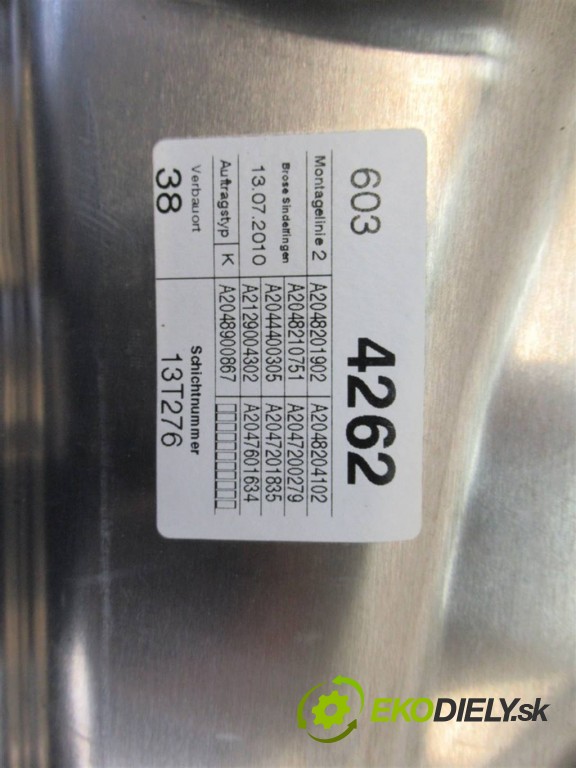 603 4262
Montagelinie 2 A2048201902 A2048204102
Brose Sindelfingen A2048210751 A2047200279
13.07.2010 A2044400305 A2047201835
A2129004302 A2047601634
Auftragstyp K A2048900867
Verbauort Schichtnummer
38 13T276
EKODIELY.sk